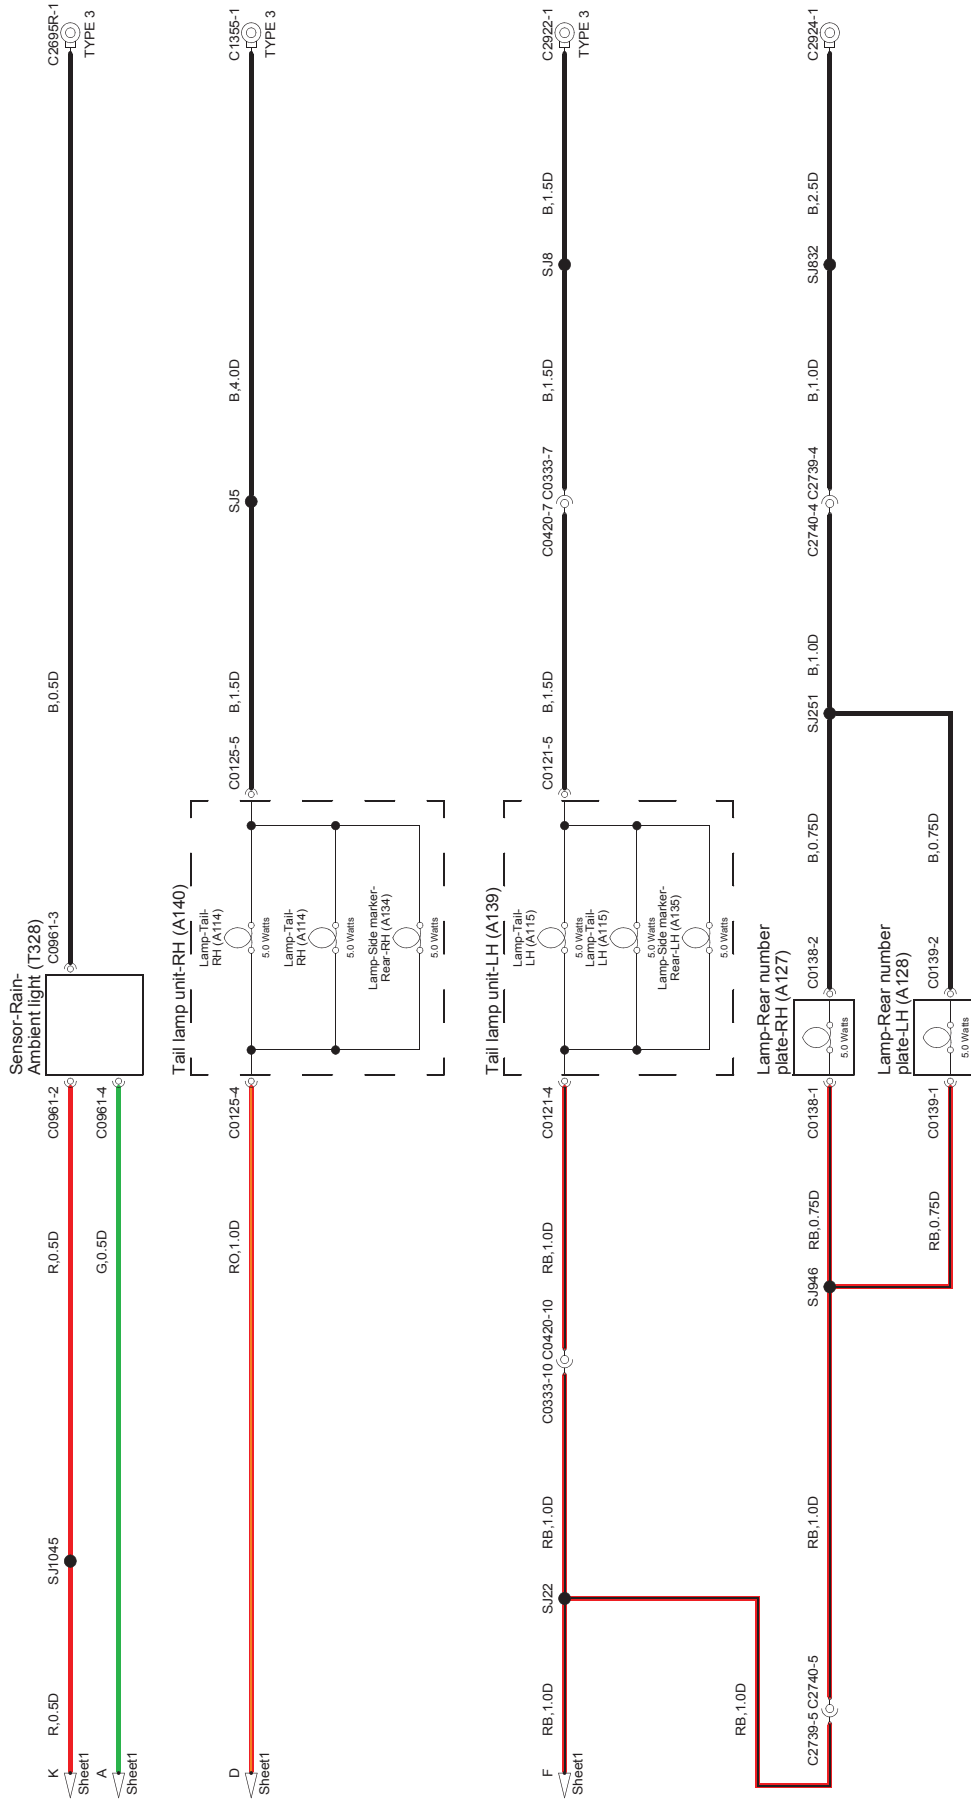 C2695R-1
TYPE 3
B,0.5D
C0961-3
Sensor-Rain-
Ambient light (T328)
C0961-2
C0961-4
R,0.5D
G,0.5D
SJ1045
R,0.5D
K
Sheet1
A
Sheet1
C1355-1
TYPE 3
B,4.0D
SJ5
B,1.5D
C0125-5
Tail lamp unit-RH (A140)
Lamp-Tail-
RH (A114)
5.0 Watts
Lamp-Tail-
RH (A114)
5.0 Watts
Lamp-Side marker-
Rear-RH (A134)
5.0 Watts
C0125-4
RO,1.0D
D
Sheet1
C2922-1
TYPE 3
B,1.5D
SJ8
B,1.5D
C0420-7 C0333-7
B,1.5D
C0121-5
Tail lamp unit-LH (A139)
Lamp-Tail-
LH (A115)
5.0 Watts
Lamp-Tail-
LH (A115)
5.0 Watts
Lamp-Side marker-
Rear-LH (A135)
5.0 Watts
C0121-4
RB,1.0D
C0333-10 C0420-10
RB,1.0D
SJ22
RB,1.0D
F
Sheet1
RB,1.0D
C2924-1
B,2.5D
SJ832
B,1.0D
C2740-4 C2739-4
B,1.0D
SJ251
B,0.75D
B,0.75D
C0138-2
C0139-2
Lamp-Rear number
plate-RH (A127)
5.0 Watts
Lamp-Rear number
plate-LH (A128)
5.0 Watts
C0138-1
C0139-1
RB,0.75D
RB,0.75D
SJ946
RB,1.0D
C2739-5 C2740-5